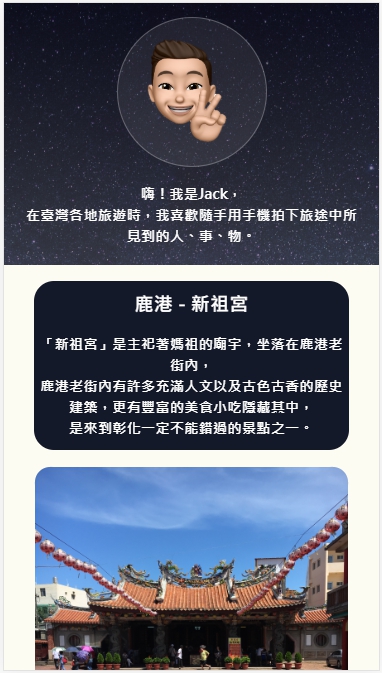 嗨！我是Jack，
在臺灣各地旅遊時，我喜歡隨手用手機拍下旅途中所
見到的人、事、物。
鹿港 - 新祖宮
「新祖宮」是主祀著媽祖的廟宇，坐落在鹿港老
街內，
鹿港老街內有許多充滿人文以及古色古香的歷史
建築，更有豐富的美食小吃隱藏其中，
是來到彰化一定不能錯過的景點之一。